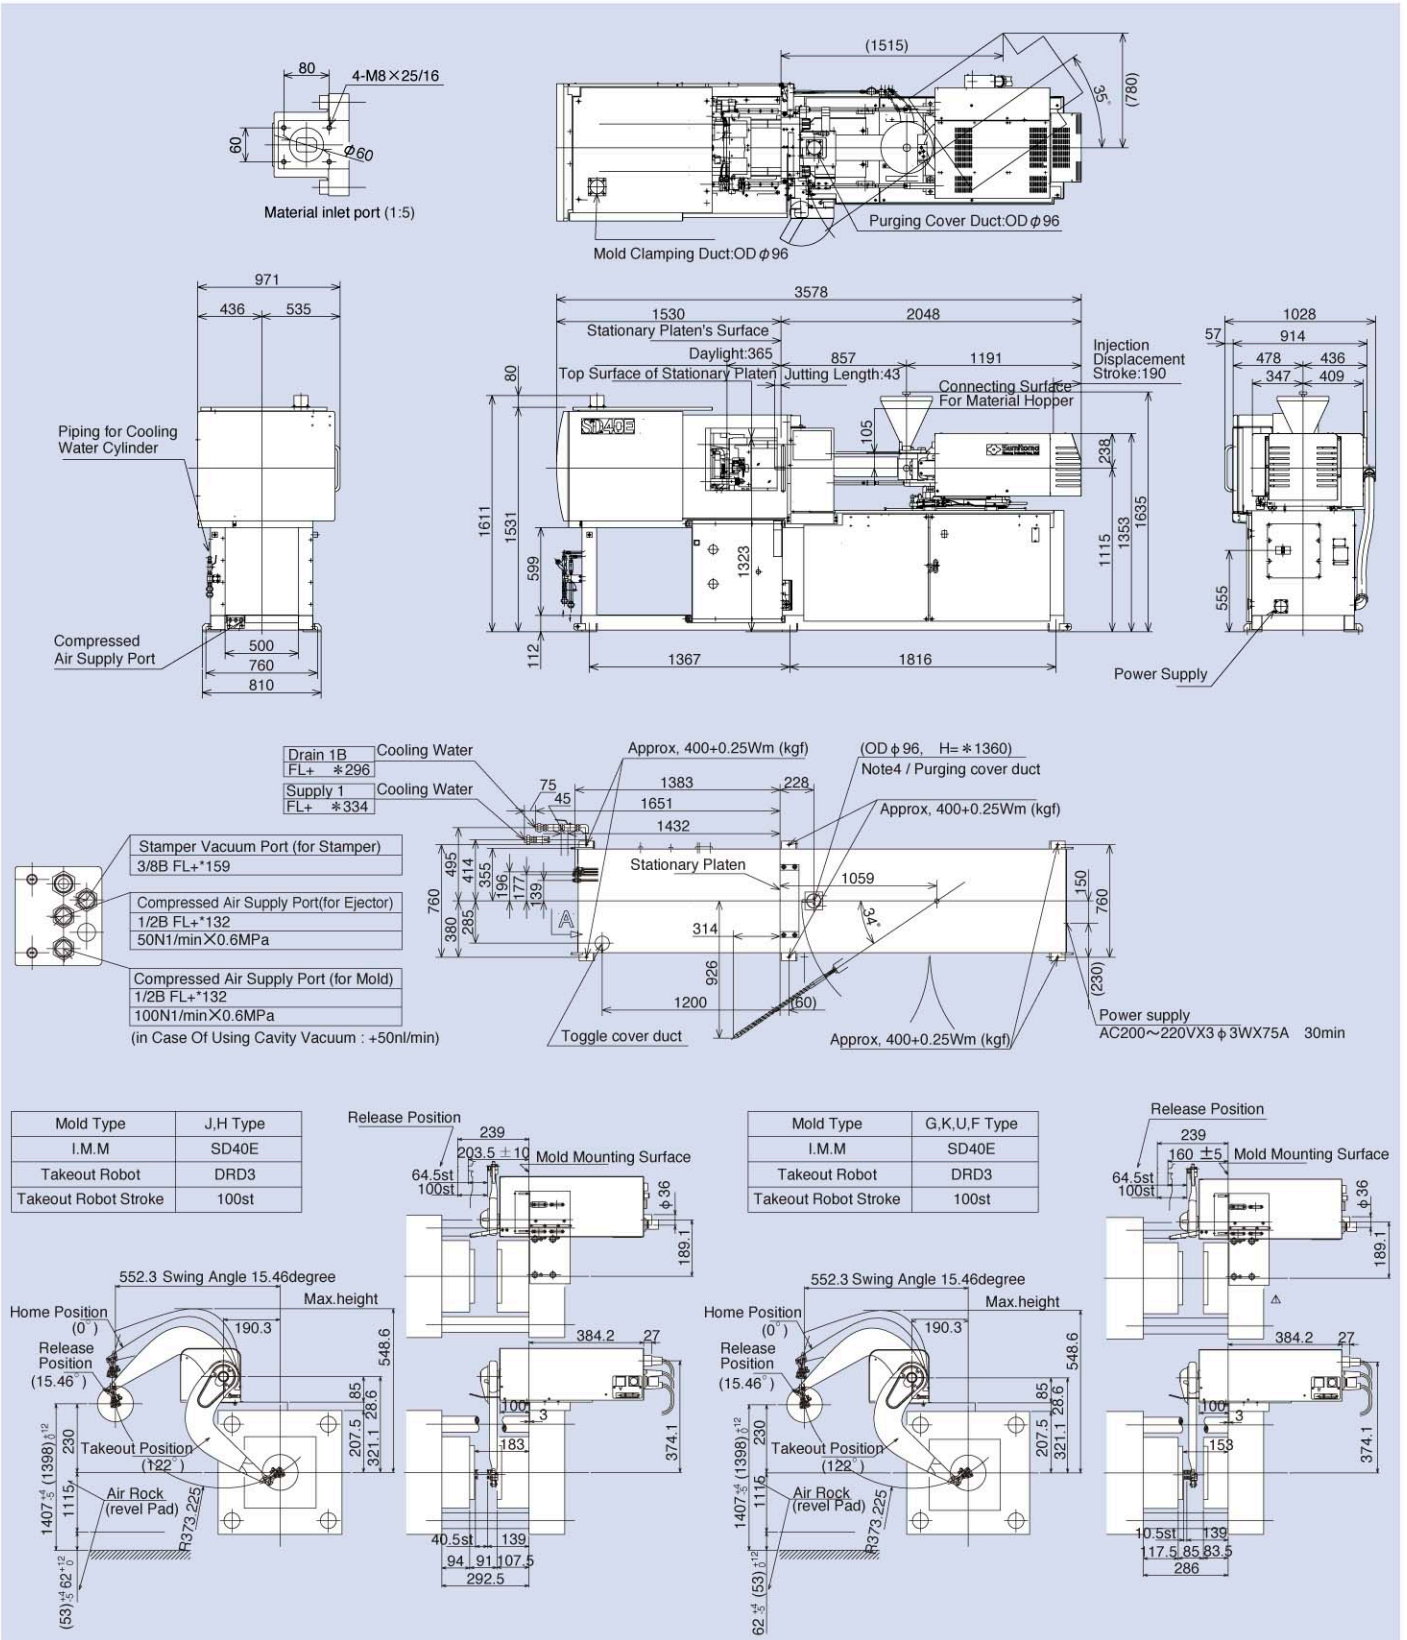 80
4-M8×25/16
60
φ60
Material inlet port (1:5)
(1515)
35°
(780)
Purging Cover Duct:OD φ96
Mold Clamping Duct:OD φ96
971
436
535
Piping for Cooling
Water Cylinder
Compressed
Air Supply Port
500
760
810
3578
1530
2048
Stationary Platen's Surface
Daylight:365
857
1191
Injection
Displacement
Stroke:190
Top Surface of Stationary Platen
Jutting Length:43
Connecting Surface
For Material Hopper
80
105
SD40E
238
1611
1531
599
1323
1115
1353
1635
112
1367
1816
1028
57
914
478
436
347
409
555
Power Supply
Drain 1B
FL+ *296
Cooling Water
Supply 1
FL+ *334
Cooling Water
Approx, 400+0.25Wm (kgf)
(OD φ96, H= *1360)
Note4 / Purging cover duct
Approx, 400+0.25Wm (kgf)
75
45
1383
228
1651
1432
Stationary Platen
1059
760
495
414
355
196
177
139
380
285
A
314
926
34°
150
760
(230)
1200
(60)
Toggle cover duct
Approx, 400+0.25Wm (kgf)
Power supply
AC200～220VX3 φ3WX75A 30min
Stamper Vacuum Port (for Stamper)
3/8B FL+*159
Compressed Air Supply Port(for Ejector)
1/2B FL+*132
50N1/min×0.6MPa
Compressed Air Supply Port (for Mold)
1/2B FL+*132
100N1/min×0.6MPa
(in Case Of Using Cavity Vacuum : +50nl/min)
Mold Type J,H Type
I.M.M SD40E
Takeout Robot DRD3
Takeout Robot Stroke 100st
Release Position
239
203.5 ±10
Mold Mounting Surface
64.5st
100st
φ36
189.1
552.3 Swing Angle 15.46degree
Max.height
Home Position
(0°)
190.3
Release
Position
(15.46°)
548.6
85
28.6
207.5
321.1
230
Takeout Position
(122°)
1115
Air Rock
(revel Pad)
R373.225
384.2
27
100
3
183
374.1
40.5st
139
94
91
107.5
292.5
Mold Type G,K,U,F Type
I.M.M SD40E
Takeout Robot DRD3
Takeout Robot Stroke 100st
Release Position
239
160 ±5
Mold Mounting Surface
64.5st
100st
φ36
189.1
552.3 Swing Angle 15.46degree
Max.height
Home Position
(0°)
190.3
Release
Position
(15.46°)
548.6
85
28.6
207.5
321.1
230
Takeout Position
(122°)
1115
Air Rock
(revel Pad)
R373.225
384.2
27
100
3
153
374.1
10.5st
139
117.5
85
83.5
286